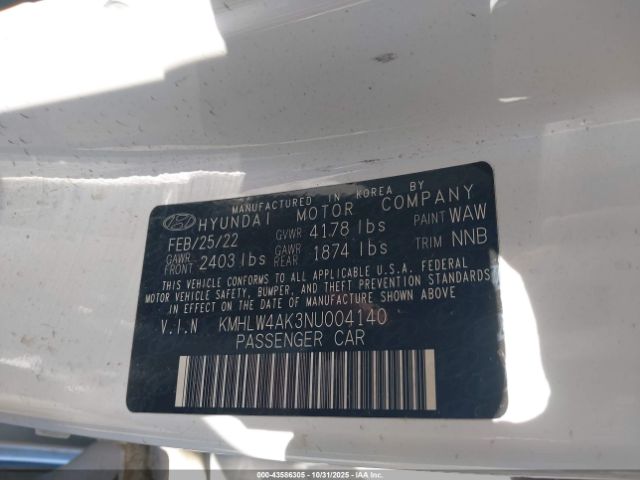 MANUFACTURED IN KOREA BY
HYUNDAI MOTOR COMPANY
FEB/25/22 GVWR 4178 lbs PAINT WAW
GAWR FRONT 2403 lbs GAWR REAR 1874 lbs TRIM NNB
THIS VEHICLE CONFORMS TO ALL APPLICABLE U.S.A. FEDERAL
MOTOR VEHICLE SAFETY, BUMPER, AND THEFT PREVENTION STANDARDS
IN EFFECT ON THE DATE OF MANUFACTURE SHOWN ABOVE.
V.I.N KMHLW4AK3NU004140
PASSENGER CAR
© IAA - 43586305 - 10/31/2025 - IAAI.COM